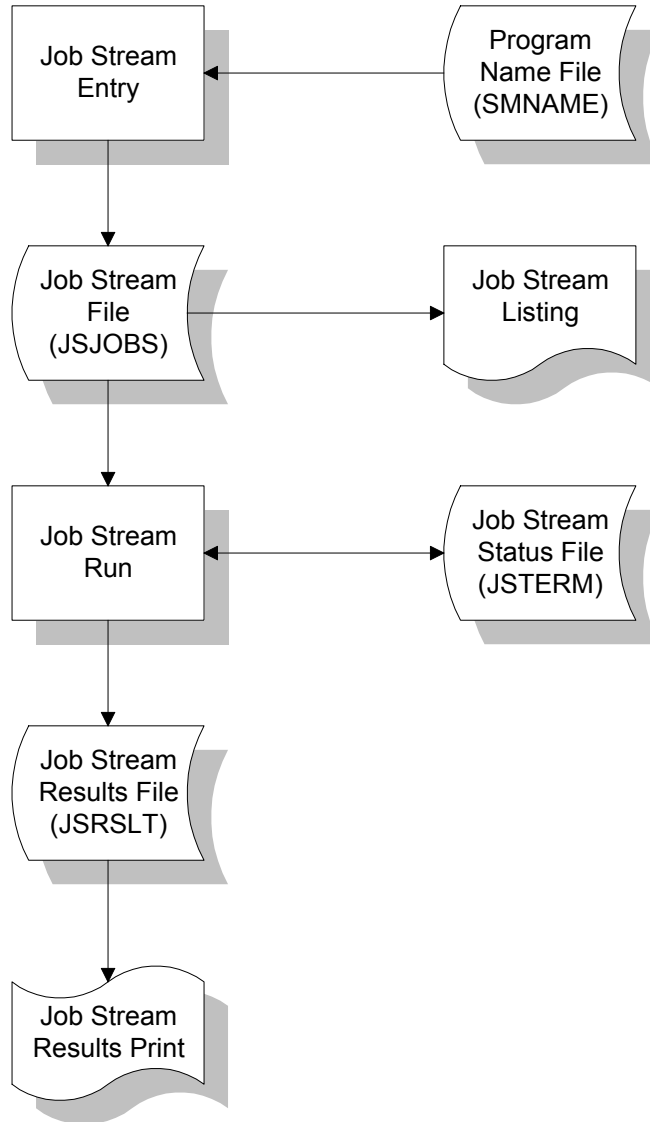 Job Stream
Entry
Program
Name File
(SMNAME)
Job Stream
File
(JSJOBS)
Job Stream
Listing
Job Stream
Run
Job Stream
Status File
(JSTERM)
Job Stream
Results File
(JSRSLT)
Job Stream
Results Print